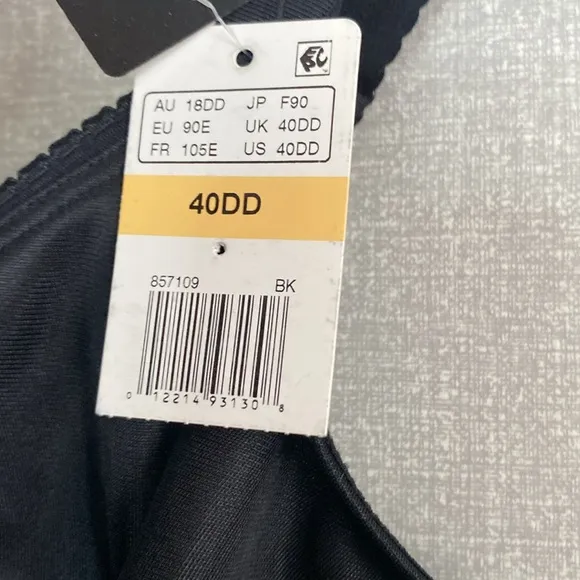 AU 18DD JP F90
EU 90E UK 40DD
FR 105E US 40DD
40DD
857109 BK
0 12214 93130 8